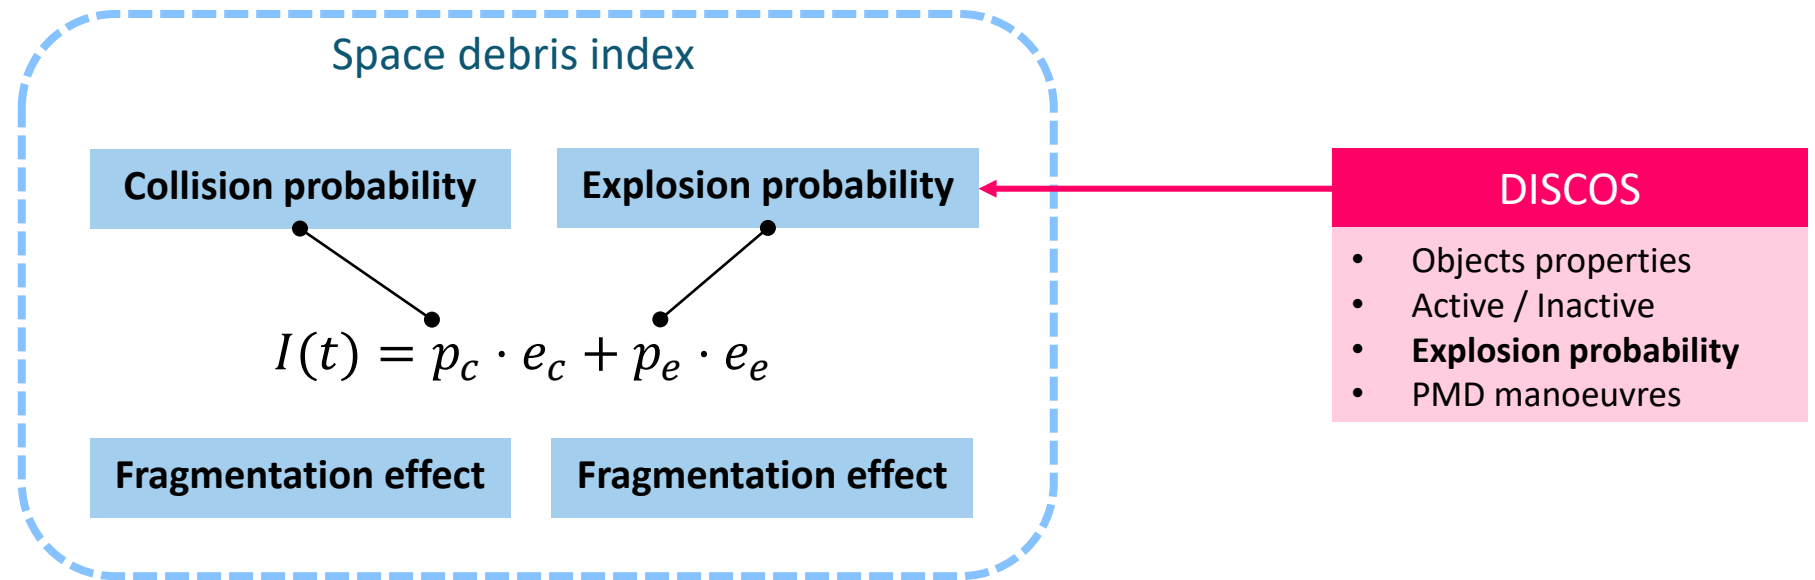 Space debris index
Collision probability
Explosion probability
DISCOS
• Objects properties
• Active / Inactive
• Explosion probability
• PMD manoeuvres
I(t) = p_c · e_c + p_e · e_e
Fragmentation effect
Fragmentation effect